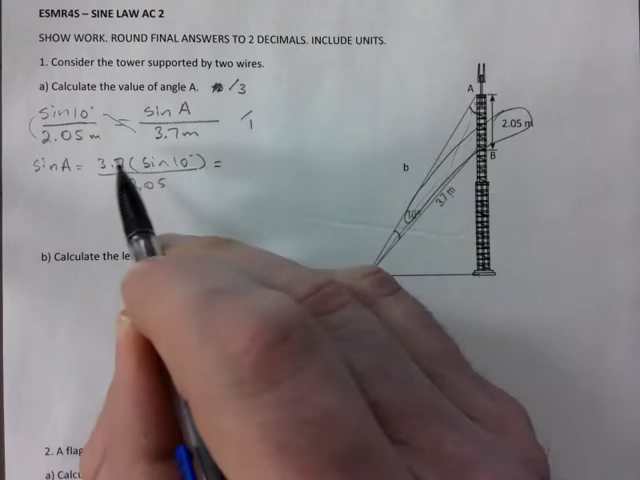 ESMR4S – SINE LAW AC 2
SHOW WORK. ROUND FINAL ANSWERS TO 2 DECIMALS. INCLUDE UNITS.
1. Consider the tower supported by two wires.
a) Calculate the value of angle A. /3
sin10° / 2.05 m = sin A / 3.7 m /1
sin A = 3.7 (sin10°) / 2.05 =
A
2.05 m
B
b
3.7 m
10°
b) Calculate the le
2. A flag
a) Calcu